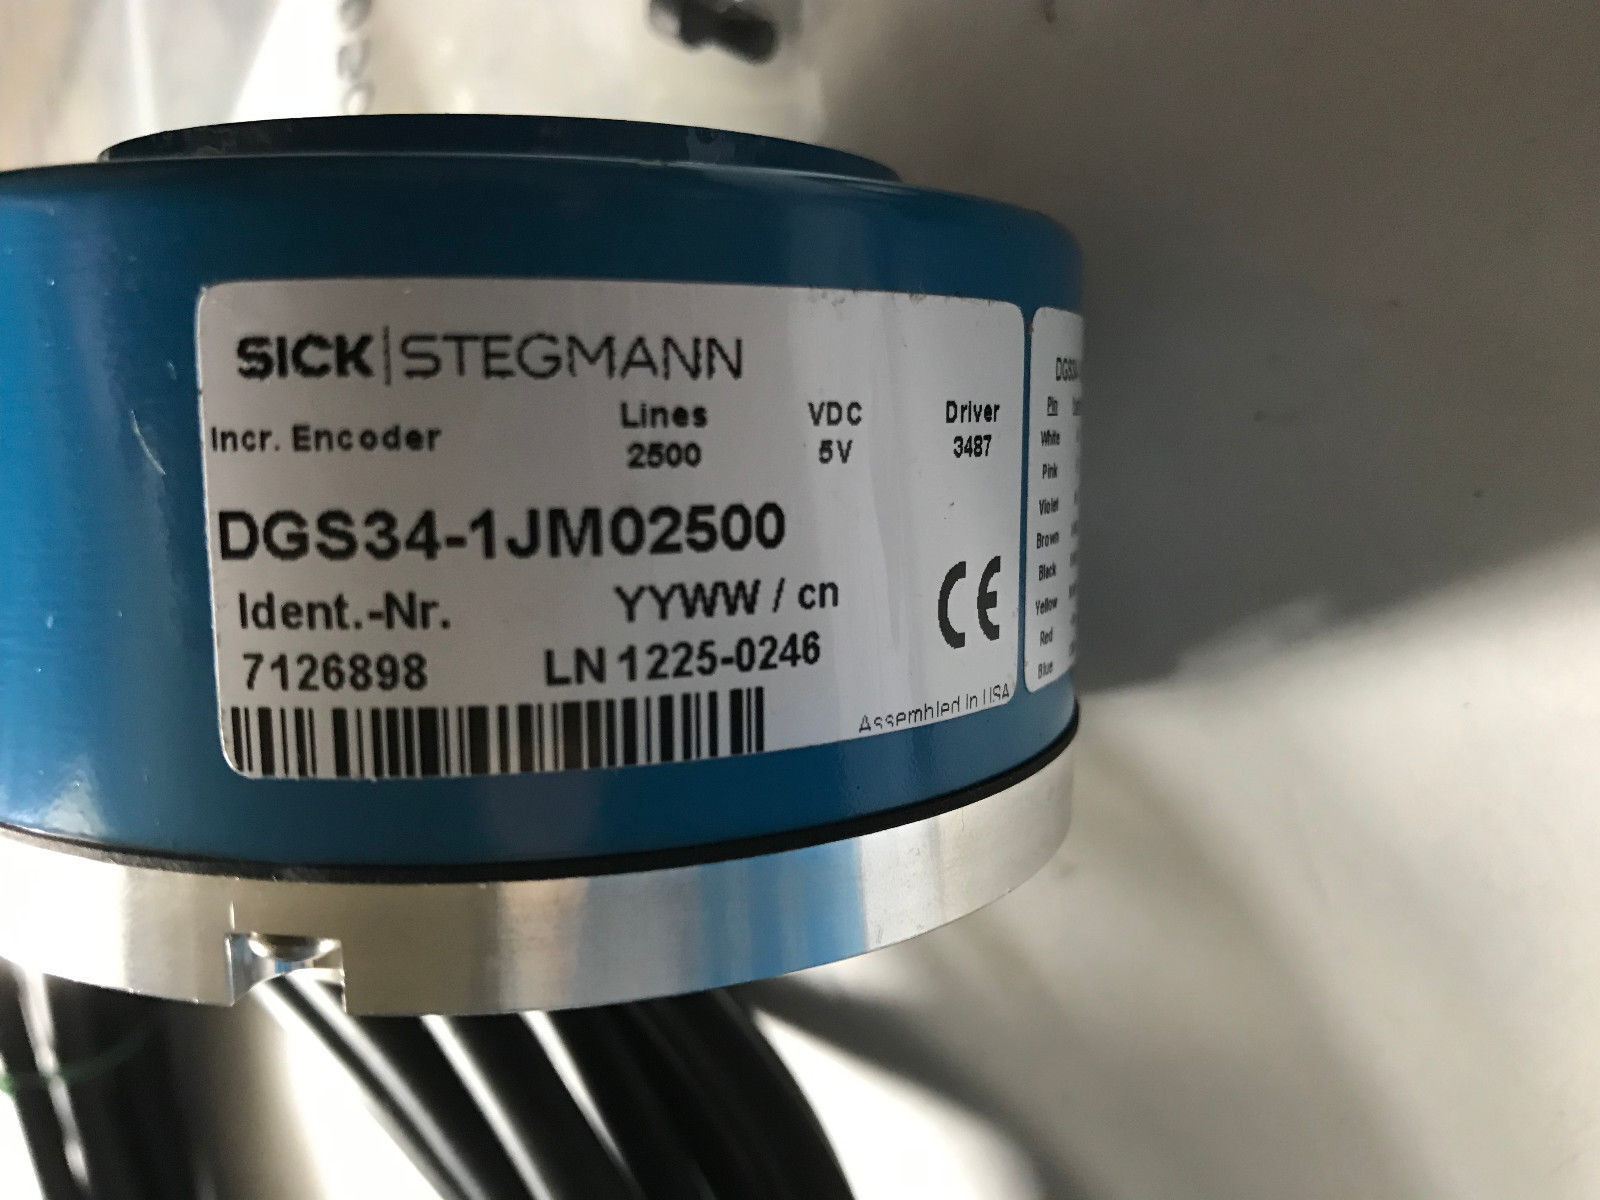 SICK|STEGMANN
Incr. Encoder Lines VDC Driver
2500 5V 3487
DGS34-1JM02500
Ident.-Nr. YYWW / cn
7126898 LN 1225-0246
CE
Assembled in USA
Pin
White
Pink
Violet
Brown
Black
Yellow
Red
Blue